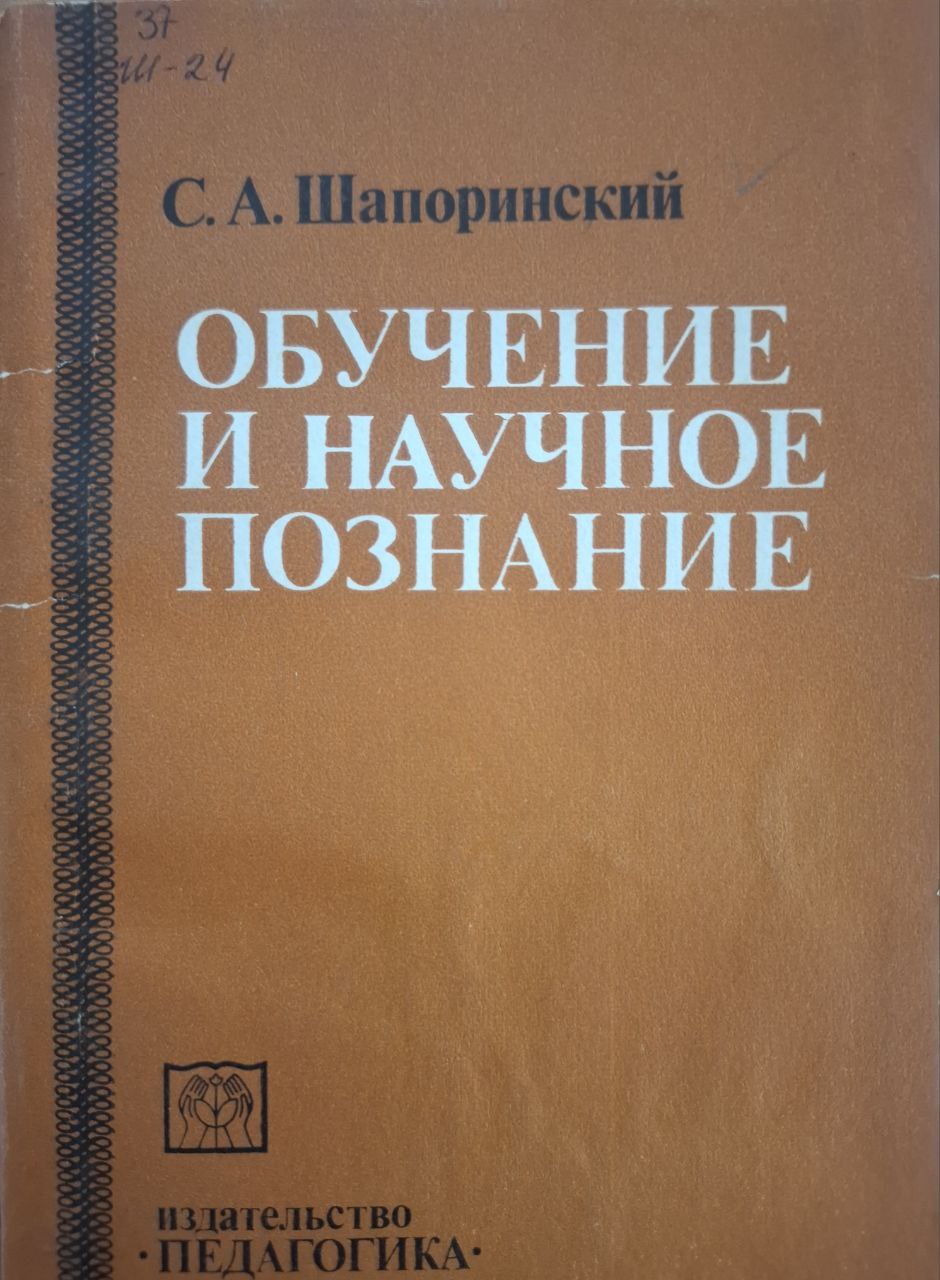 37
Ш-24
С. А. Шапоринский
ОБУЧЕНИЕ
И НАУЧНОЕ
ПОЗНАНИЕ
издательство
·ПЕДАГОГИКА·